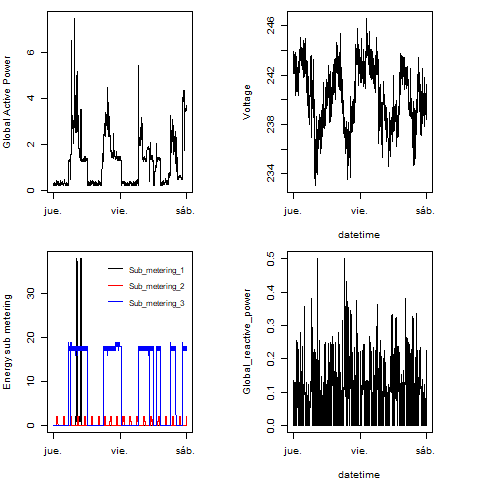 Global Active Power
0 2 4 6
jue. vie. sáb.
Voltage
234 238 242 246
jue. vie. sáb.
datetime
Energy sub metering
0 10 20 30
Sub_metering_1
Sub_metering_2
Sub_metering_3
jue. vie. sáb.
Global_reactive_power
0.0 0.1 0.2 0.3 0.4 0.5
jue. vie. sáb.
datetime